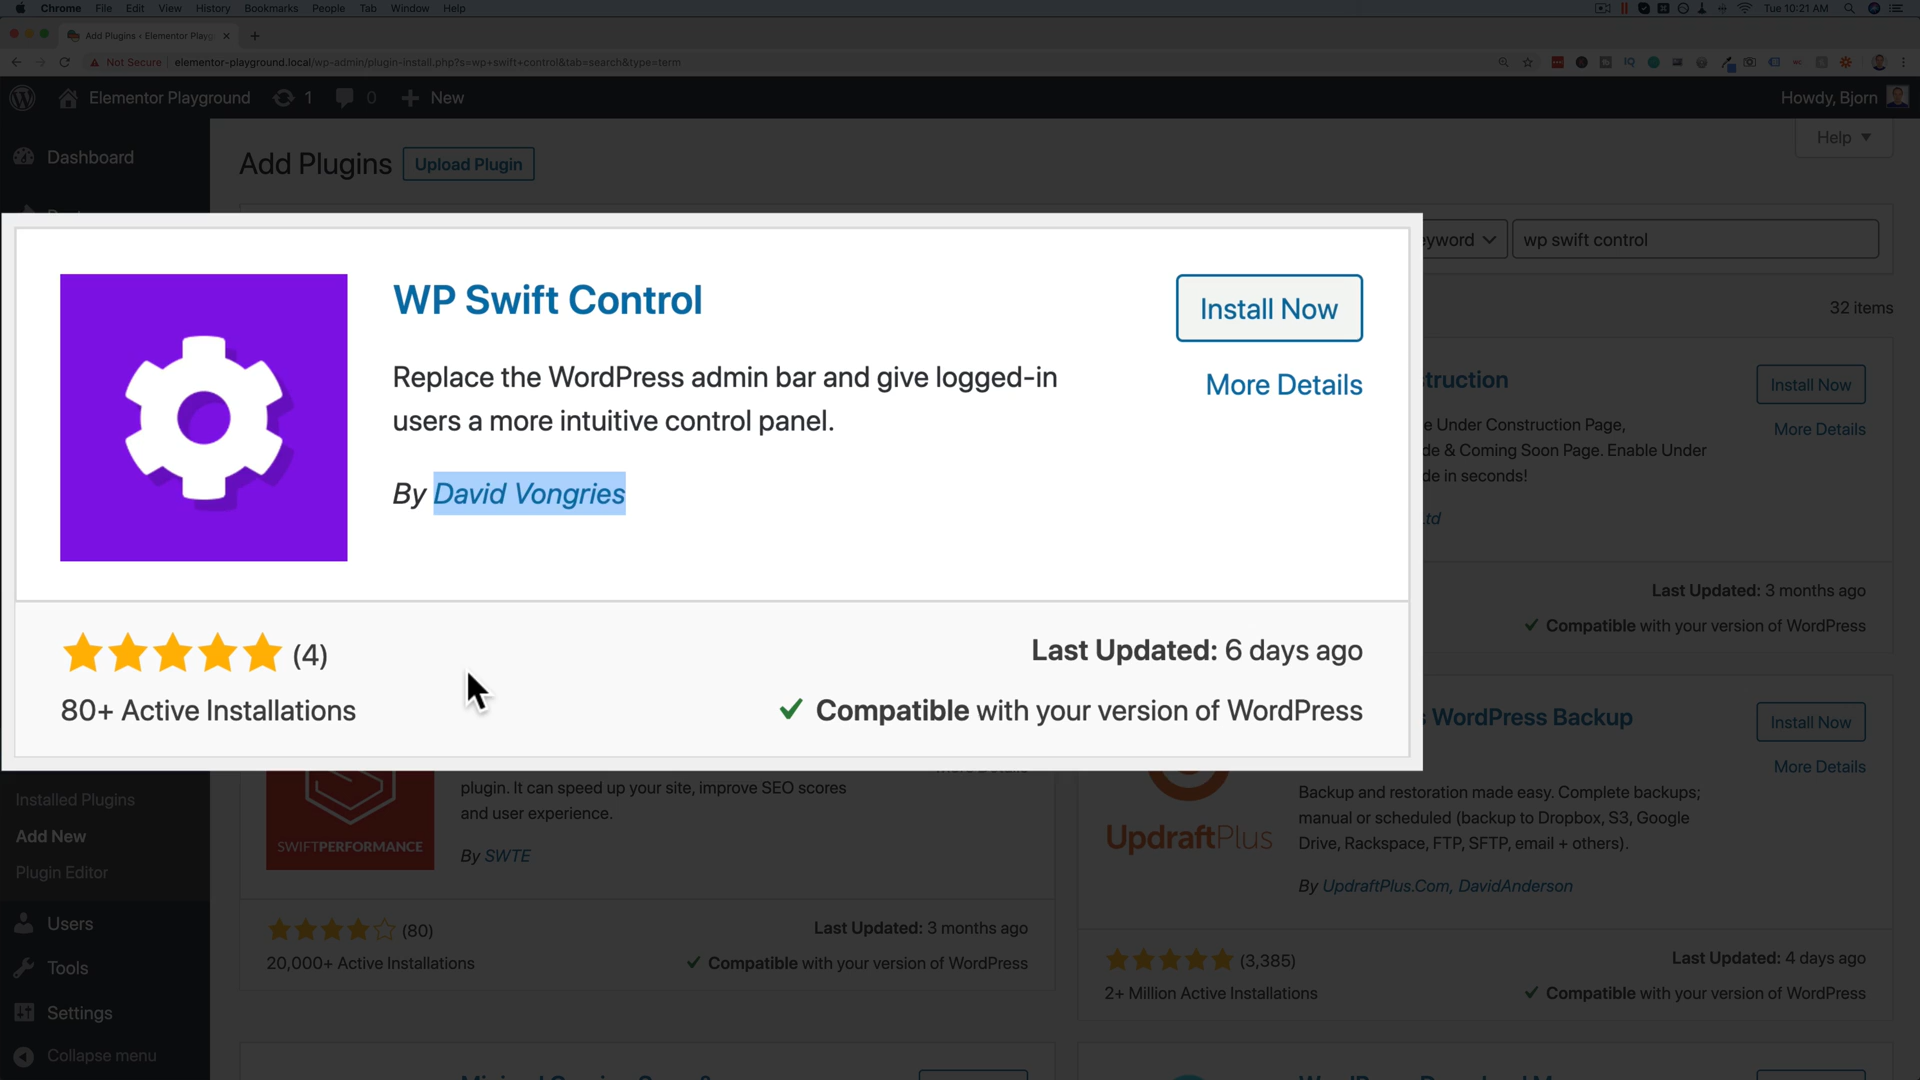 Chrome File Edit View History Bookmarks People Tab Window Help
Tue 10:21 AM
Add Plugins ‹ Elementor Playg
Not Secure elementor-playground.local/wp-admin/plugin-install.php?s=wp+swift+control&tab=search&type=term
Elementor Playground 1 0 + New
Howdy, Bjorn
Dashboard
Add Plugins
Upload Plugin
Help
wp swift control
32 items
WP Swift Control
Install Now
Replace the WordPress admin bar and give logged-in
users a more intuitive control panel.
More Details
By David Vongries
(4)
Last Updated: 6 days ago
80+ Active Installations
Compatible with your version of WordPress
Install Now
e Under Construction Page,
More Details
de & Coming Soon Page. Enable Under
de in seconds!
Last Updated: 3 months ago
Compatible with your version of WordPress
WordPress Backup
Install Now
More Details
Installed Plugins
Add New
Plugin Editor
Users
Tools
Settings
Collapse menu
SWIFTPERFORMANCE
plugin. It can speed up your site, improve SEO scores
and user experience.
By SWTE
(80)
Last Updated: 3 months ago
20,000+ Active Installations
Compatible with your version of WordPress
UpdraftPlus
Backup and restoration made easy. Complete backups;
manual or scheduled (backup to Dropbox, S3, Google
Drive, Rackspace, FTP, SFTP, email + others).
By UpdraftPlus.Com, DavidAnderson
(3,385)
Last Updated: 4 days ago
2+ Million Active Installations
Compatible with your version of WordPress